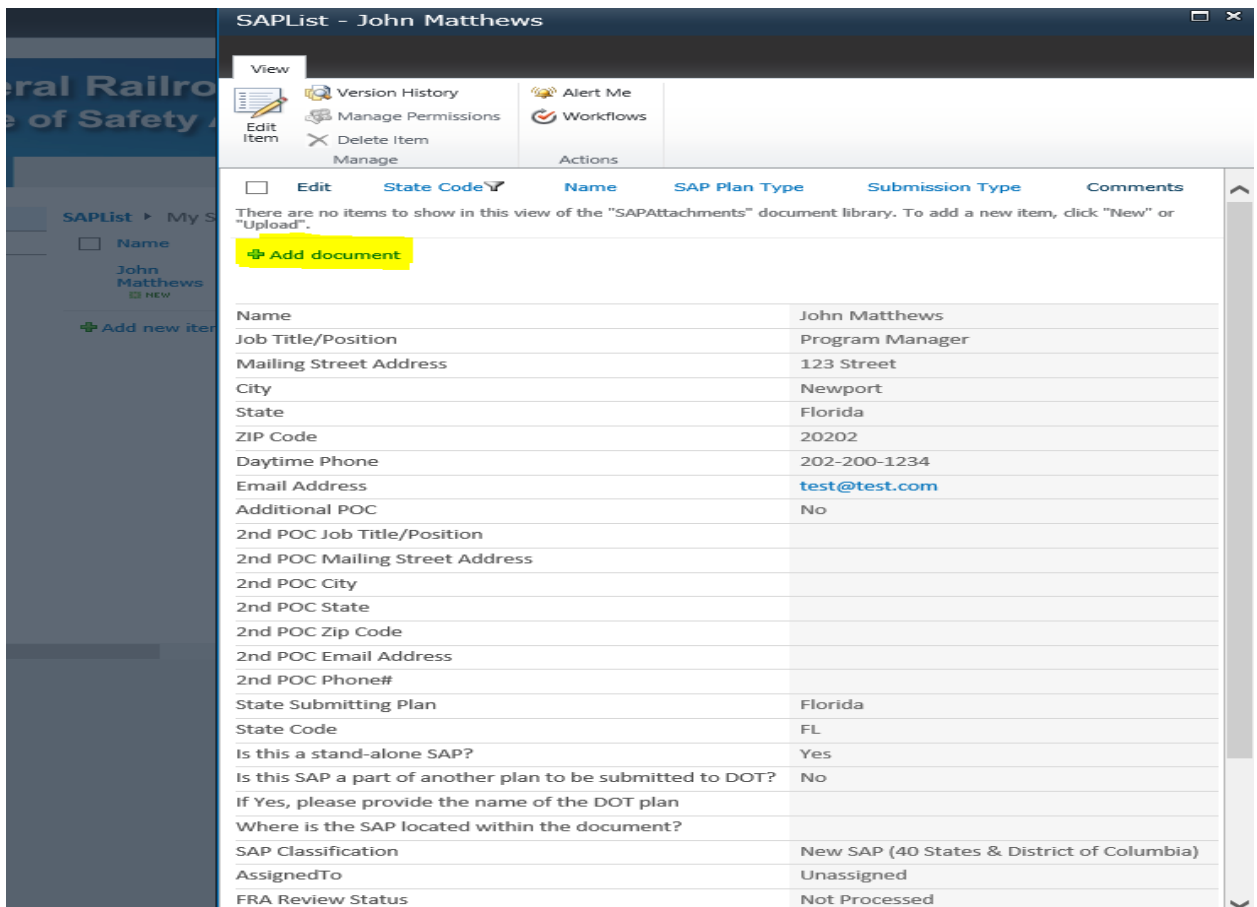 SAPList - John Matthews
View
Edit Item
Version History
Manage Permissions
Delete Item
Manage
Alert Me
Workflows
Actions
eral Railro
e of Safety
SAPList ▸ My S
Name
John
Matthews
NEW
Add new iter
Edit State Code Name SAP Plan Type Submission Type Comments
There are no items to show in this view of the "SAPAttachments" document library. To add a new item, click "New" or
"Upload".
Add document
Name John Matthews
Job Title/Position Program Manager
Mailing Street Address 123 Street
City Newport
State Florida
ZIP Code 20202
Daytime Phone 202-200-1234
Email Address test@test.com
Additional POC No
2nd POC Job Title/Position
2nd POC Mailing Street Address
2nd POC City
2nd POC State
2nd POC Zip Code
2nd POC Email Address
2nd POC Phone#
State Submitting Plan Florida
State Code FL
Is this a stand-alone SAP? Yes
Is this SAP a part of another plan to be submitted to DOT? No
If Yes, please provide the name of the DOT plan
Where is the SAP located within the document?
SAP Classification New SAP (40 States & District of Columbia)
AssignedTo Unassigned
FRA Review Status Not Processed